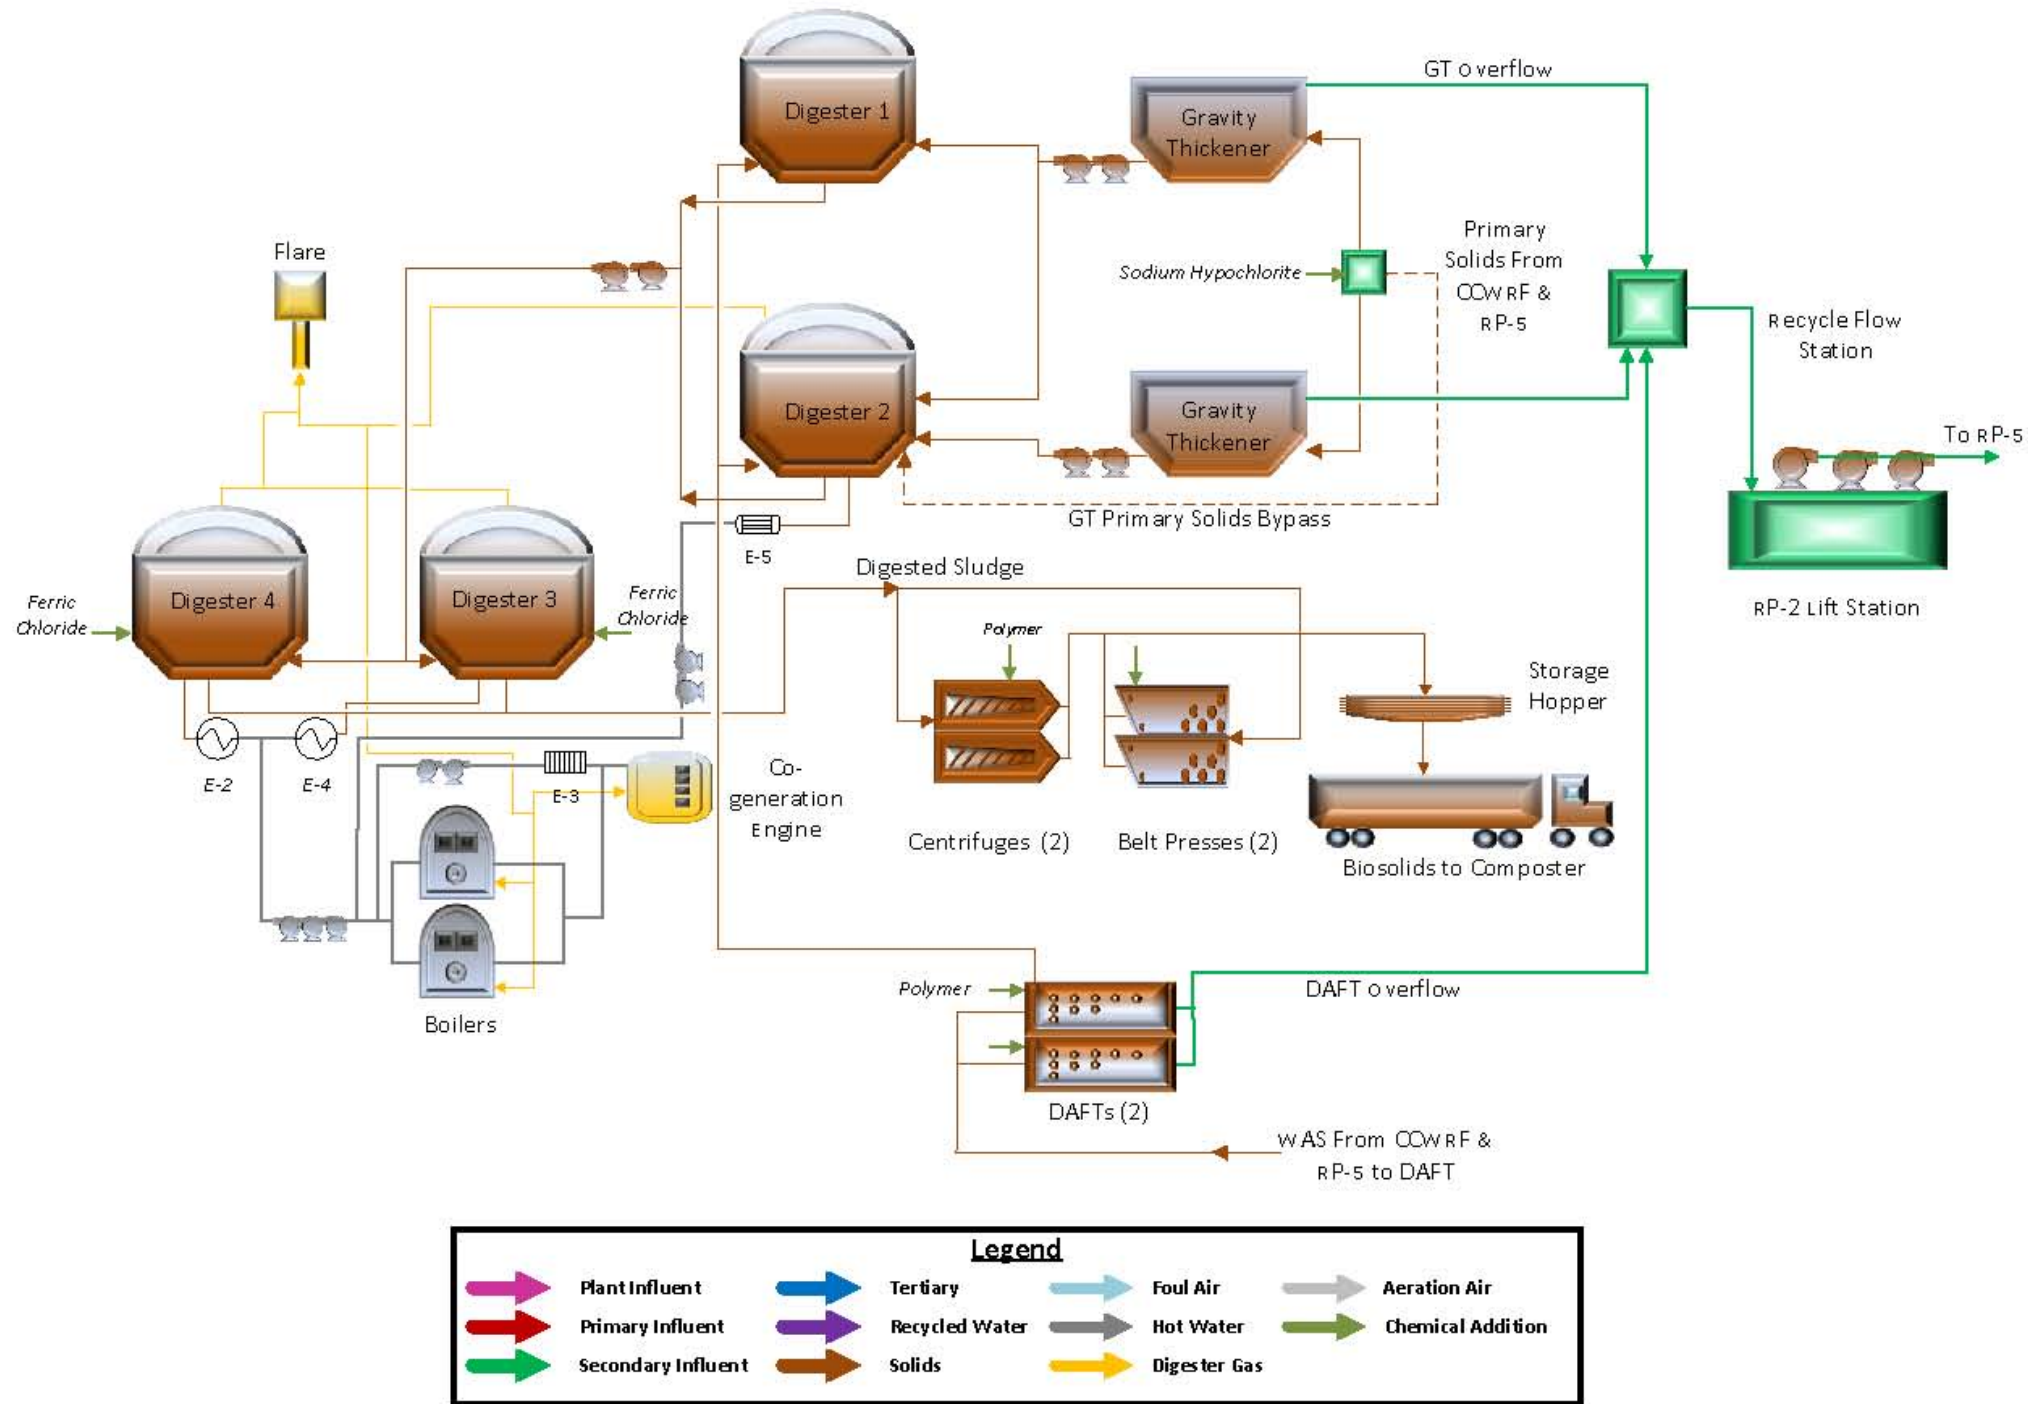 GT Overflow
Digester 1
Gravity
Thickener
Primary
Solids From
CCWRF &
RP-5
Sodium Hypochlorite
Flare
Recycle Flow
Station
Digester 2
Gravity
Thickener
To RP-5
GT Primary Solids Bypass
E-5
Digested Sludge
RP-2 Lift Station
Ferric
Chloride
Digester 4
Digester 3
Ferric
Chloride
Polymer
Storage
Hopper
E-2
E-4
E-3
Co-
generation
Engine
Centrifuges (2)
Belt Presses (2)
Biosolids to Composter
Boilers
Polymer
DAFT Overflow
DAFTs (2)
WAS From CCWRF &
RP-5 to DAFT
Legend
Plant Influent
Tertiary
Foul Air
Aeration Air
Primary Influent
Recycled Water
Hot Water
Chemical Addition
Secondary Influent
Solids
Digester Gas